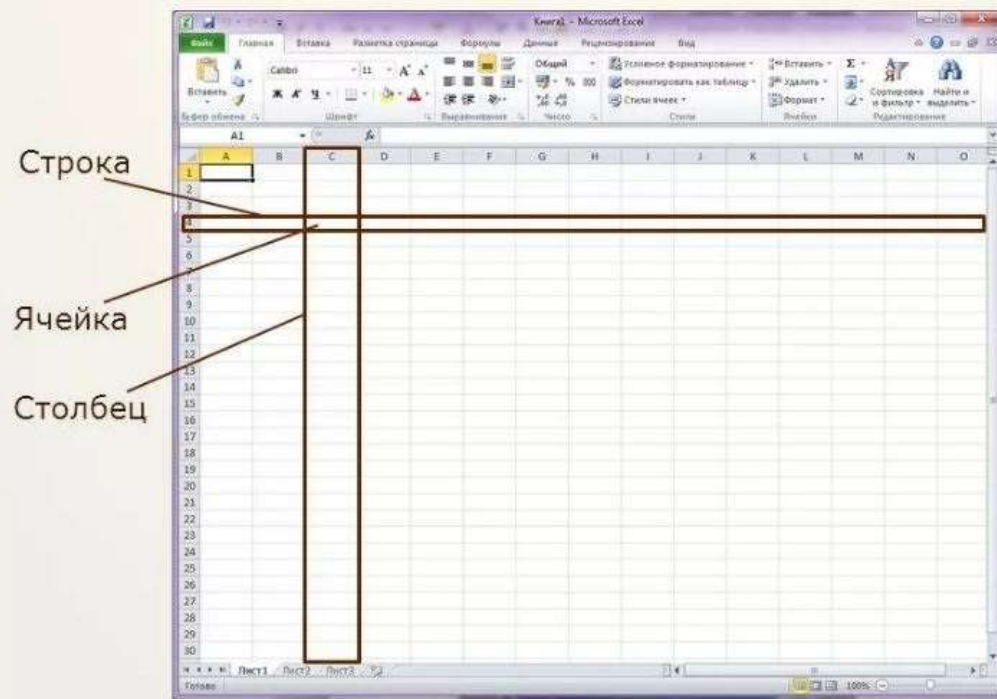 Книга1 - Microsoft Excel
Файл Главная Вставка Разметка страницы Формулы Данные Рецензирование Вид
Вставить
Calibri 11
Ж К Ч
Общий
% 000
Условное форматирование
Форматировать как таблицу
Стили ячеек
Вставить
Удалить
Формат
Σ
Сортировка и фильтр
Найти и выделить
Буфер обмена Шрифт Выравнивание Число Стили Ячейки Редактирование
A1 fx
A B C D E F G H I J K L M N O
1
2
3
4
5
6
7
8
9
10
11
12
13
14
15
16
17
18
19
20
21
22
23
24
25
26
27
28
29
30
Строка
Ячейка
Столбец
Лист1 Лист2 Лист3
Готово 100%